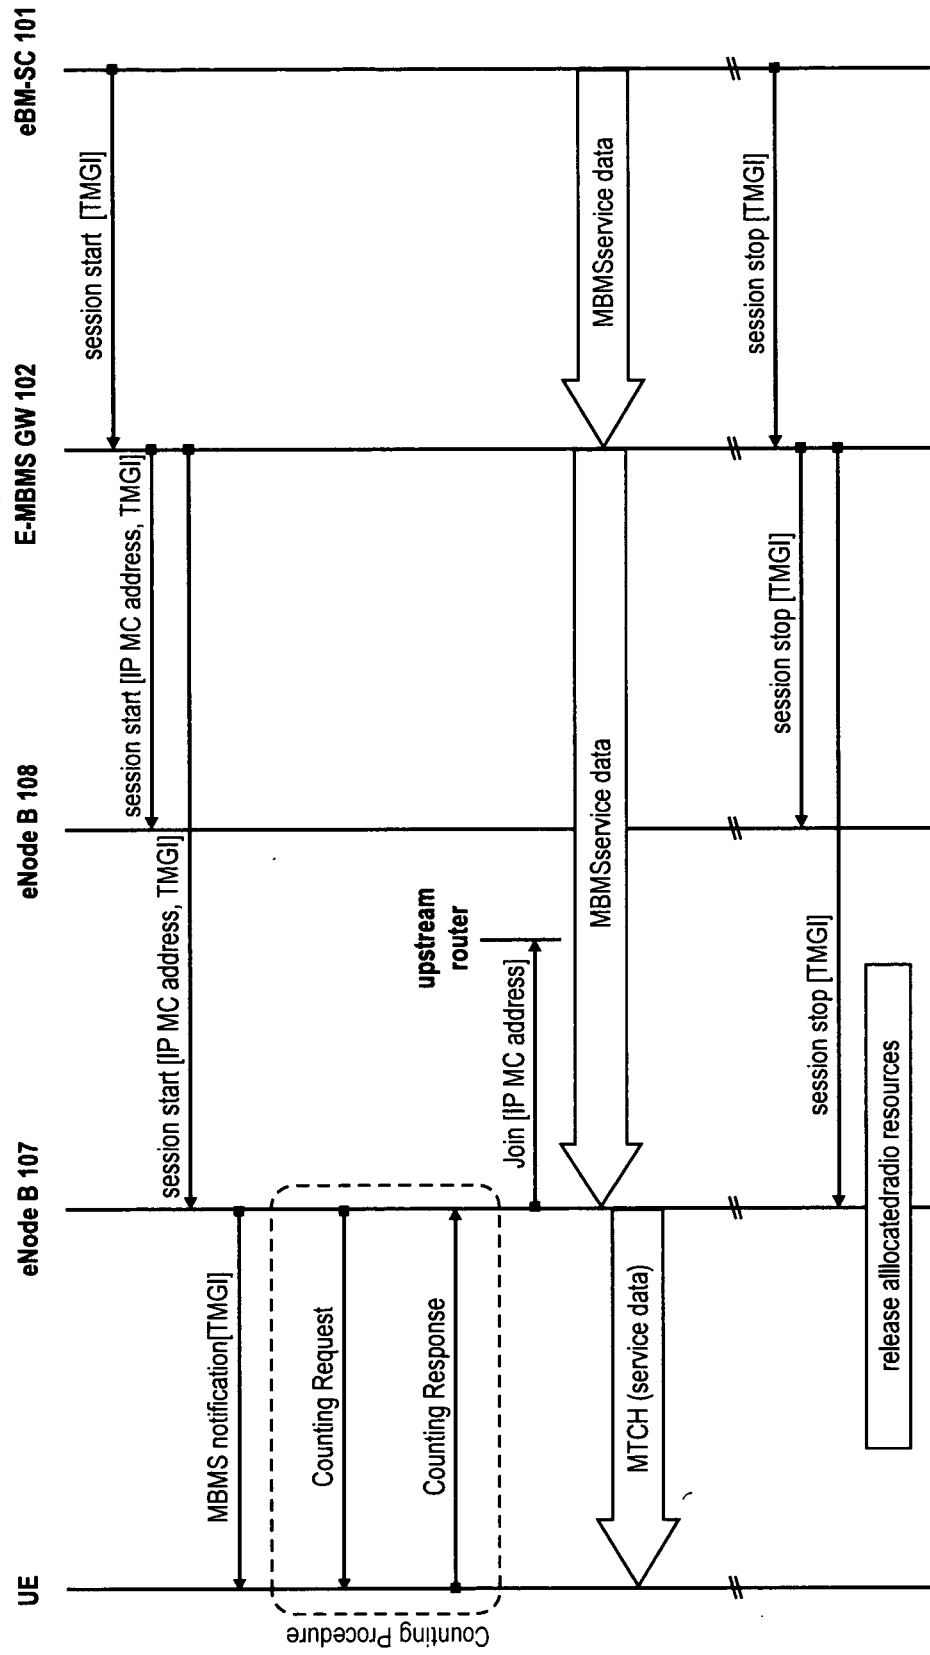 UE
eNode B 107
eNode B 108
E-MBMS GW 102
eBM-SC 101
session start [TMGI]
session start [IP MC address, TMGI]
session start [IP MC address, TMGI]
MBMS notification[TMGI]
Counting Procedure
Counting Request
Counting Response
upstream
router
Join [IP MC address]
MBMSservice data
MBMSservice data
MTCH (service data)
session stop [TMGI]
session stop [TMGI]
session stop [TMGI]
release alllocatedradio resources